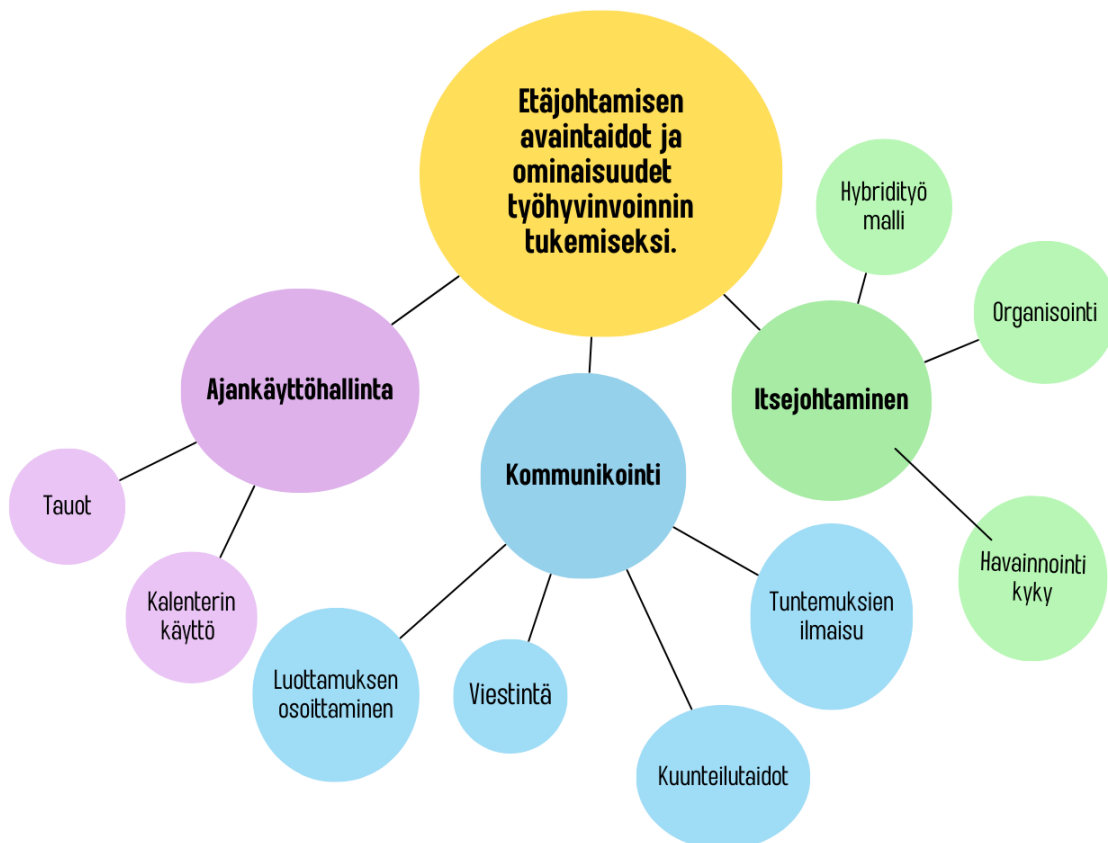 Etäjohtamisen
avaintaidot ja
ominaisuudet
työhyvinvoinnin
tukemiseksi.
Ajankäyttöhallinta
Tauot
Kalenterin
käyttö
Kommunikointi
Luottamuksen
osoittaminen
Viestintä
Kuunteilutaidot
Tuntemuksien
ilmaisu
Itsejohtaminen
Hybridityö
malli
Organisointi
Havainnointi
kyky